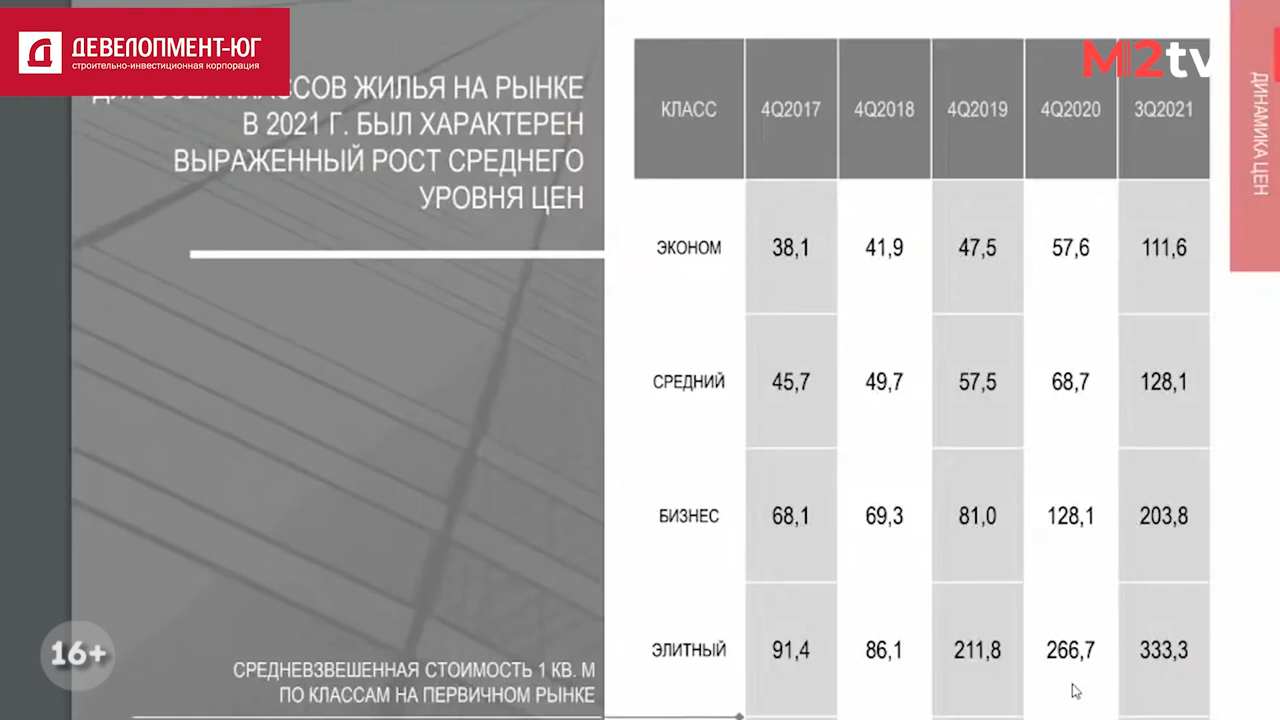 ДЕВЕЛОПМЕНТ-ЮГ
строительно-инвестиционная корпорация
ЖИЛЬЯ НА РЫНКЕ
В 2021 Г. БЫЛ ХАРАКТЕРЕН
ВЫРАЖЕННЫЙ РОСТ СРЕДНЕГО
УРОВНЯ ЦЕН
M2tv
ДИНАМИКА ЦЕН
КЛАСС 4Q2017 4Q2018 4Q2019 4Q2020 3Q2021
ЭКОНОМ 38,1 41,9 47,5 57,6 111,6
СРЕДНИЙ 45,7 49,7 57,5 68,7 128,1
БИЗНЕС 68,1 69,3 81,0 128,1 203,8
ЭЛИТНЫЙ 91,4 86,1 211,8 266,7 333,3
16+
СРЕДНЕВЗВЕШЕННАЯ СТОИМОСТЬ 1 КВ. М
ПО КЛАССАМ НА ПЕРВИЧНОМ РЫНКЕ